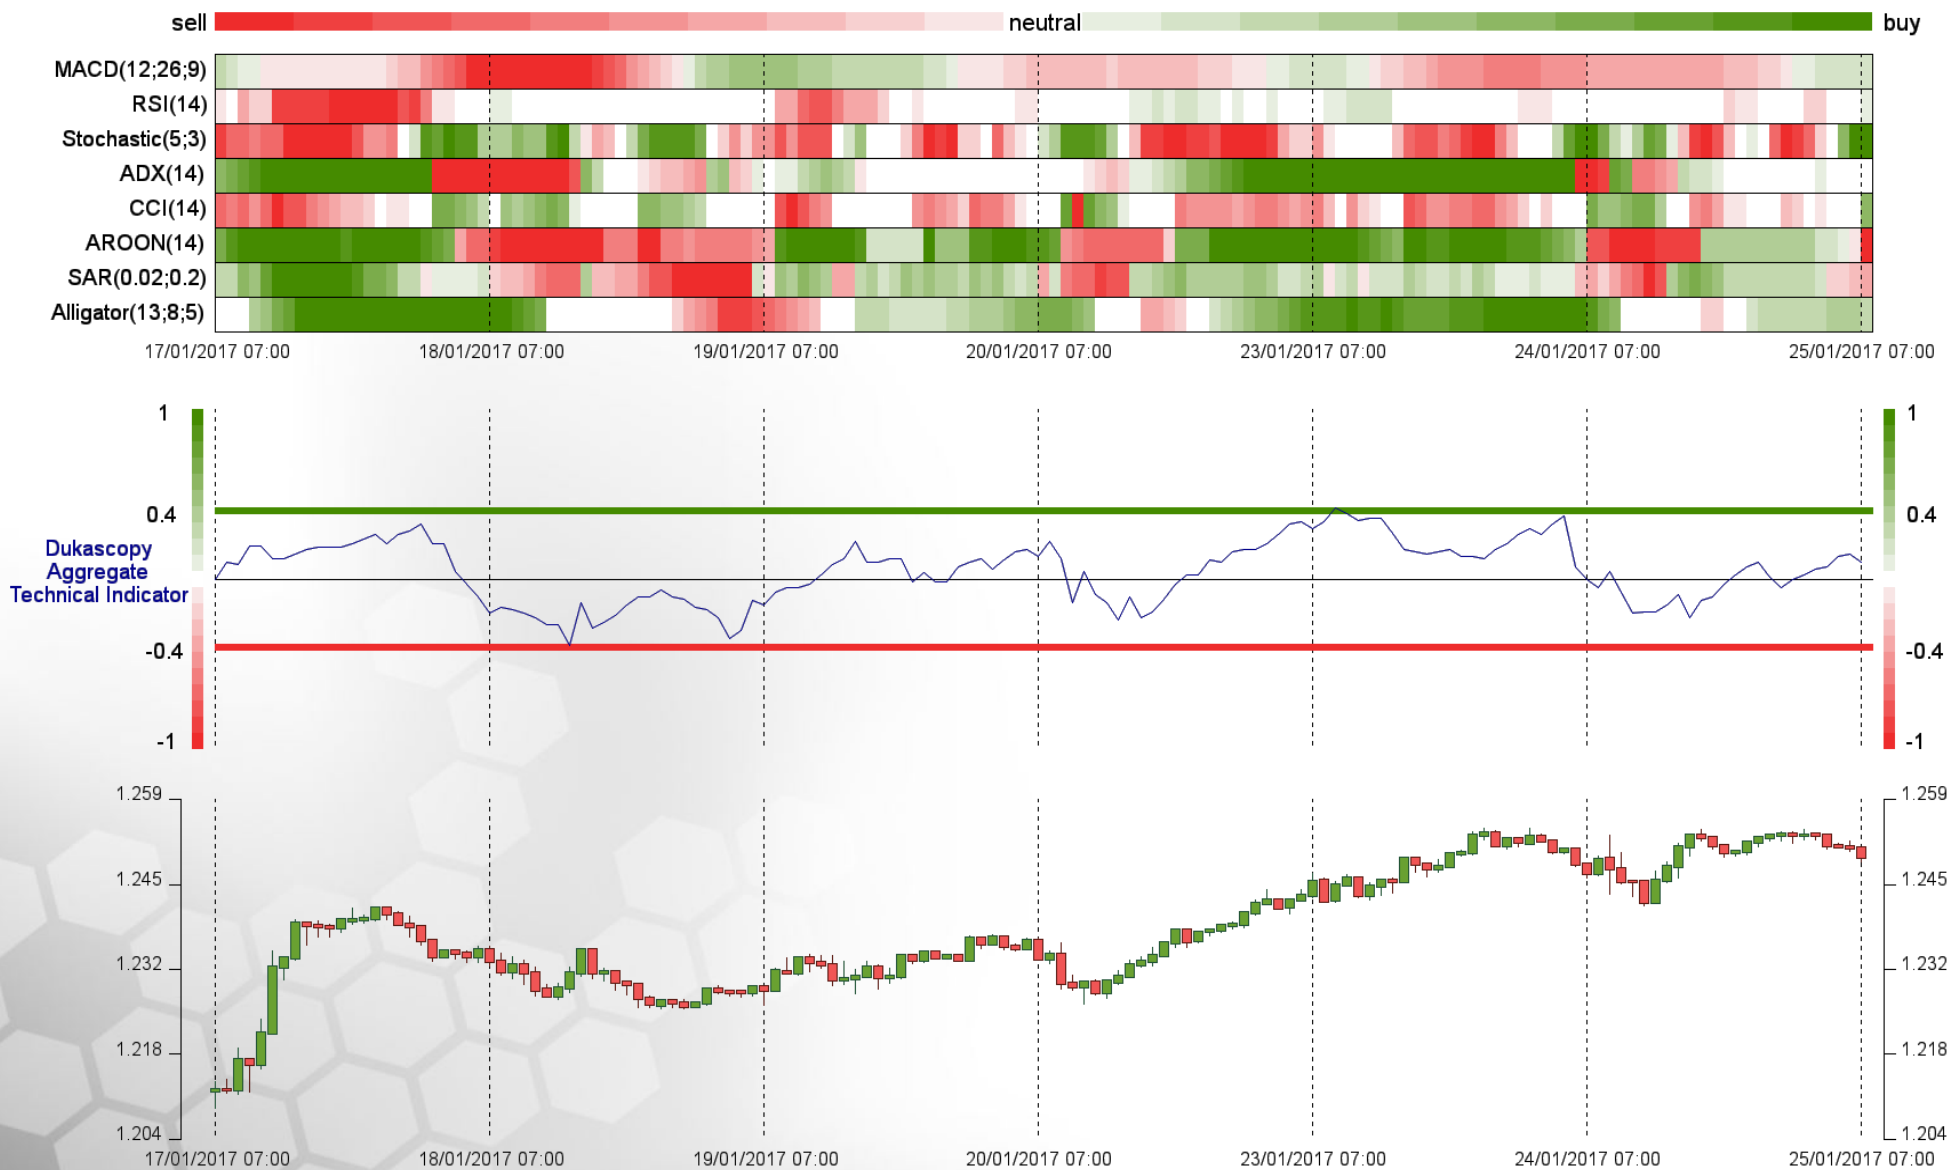 sell neutral buy
MACD(12;26;9)
RSI(14)
Stochastic(5;3)
ADX(14)
CCI(14)
AROON(14)
SAR(0.02;0.2)
Alligator(13;8;5)
17/01/2017 07:00 18/01/2017 07:00 19/01/2017 07:00 20/01/2017 07:00 23/01/2017 07:00 24/01/2017 07:00 25/01/2017 07:00
1 1
0.4 0.4
Dukascopy
Aggregate
Technical Indicator
-0.4 -0.4
-1 -1
1.259 1.259
1.245 1.245
1.232 1.232
1.218 1.218
1.204 1.204
17/01/2017 07:00 18/01/2017 07:00 19/01/2017 07:00 20/01/2017 07:00 23/01/2017 07:00 24/01/2017 07:00 25/01/2017 07:00